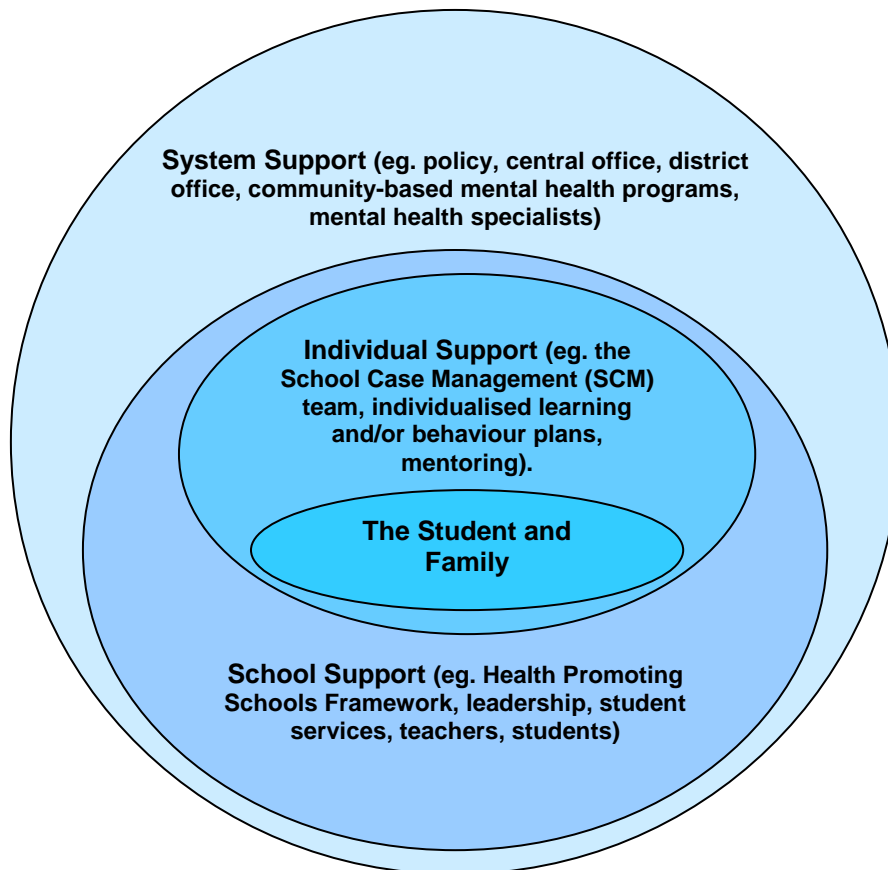 System Support (eg. policy, central office, district
office, community-based mental health programs,
mental health specialists)
Individual Support (eg. the
School Case Management (SCM)
team, individualised learning
and/or behaviour plans,
mentoring).
The Student and
Family
School Support (eg. Health Promoting
Schools Framework, leadership, student
services, teachers, students)